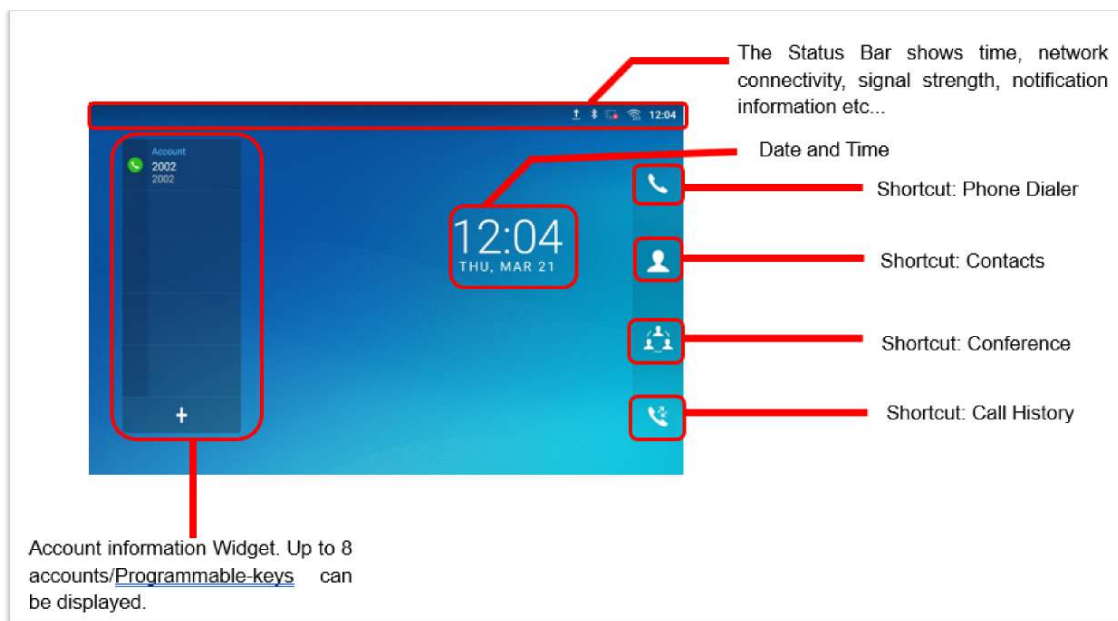 The Status Bar shows time, network
connectivity, signal strength, notification
information etc...
12:04
Date and Time
Account
2002
2002
12:04
THU, MAR 21
Shortcut: Phone Dialer
Shortcut: Contacts
Shortcut: Conference
Shortcut: Call History
+
Account information Widget. Up to 8
accounts/Programmable-keys can
be displayed.